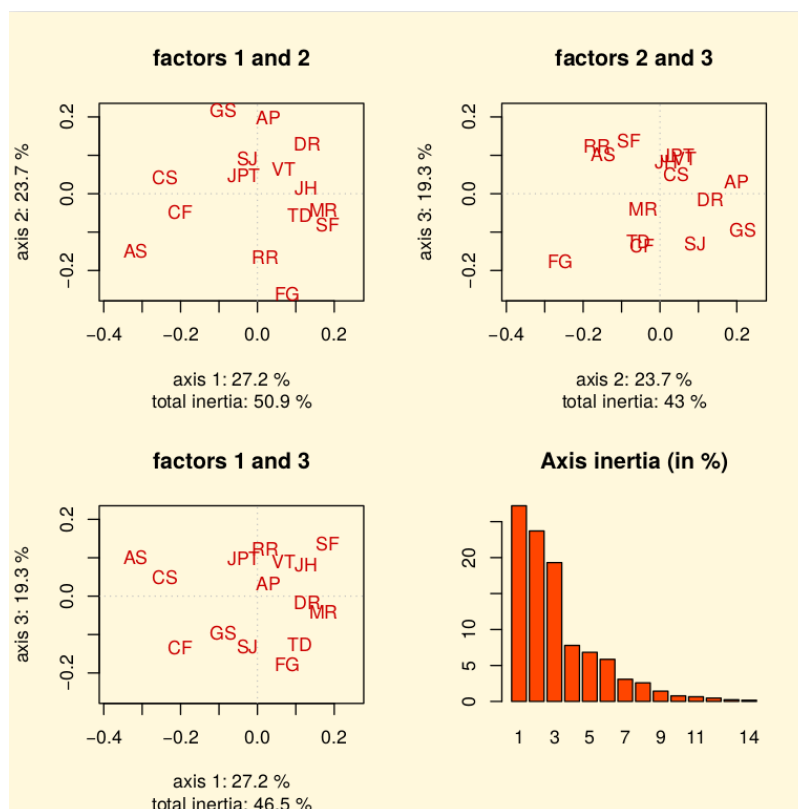 factors 1 and 2
0.2
0.0
−0.2
axis 2: 23.7 %
GS
AP
DR
SJ
VT
CS
JPT
JH
CF
MR
TD
SF
AS
RR
FG
−0.4
−0.2
0.0
0.2
axis 1: 27.2 %
total inertia: 50.9 %
factors 2 and 3
0.2
0.0
−0.2
axis 3: 19.3 %
SF
RR
AS
JPT
VT
JH
CS
AP
DR
MR
GS
TD
CF
SJ
FG
−0.4
−0.2
0.0
0.2
axis 2: 23.7 %
total inertia: 43 %
factors 1 and 3
0.2
0.0
−0.2
axis 3: 19.3 %
SF
RR
AS
JPT
VT
JH
CS
AP
DR
MR
GS
CF
SJ
TD
FG
−0.4
−0.2
0.0
0.2
axis 1: 27.2 %
total inertia: 46.5 %
Axis inertia (in %)
20
10
5
0
1
3
5
7
9
11
14